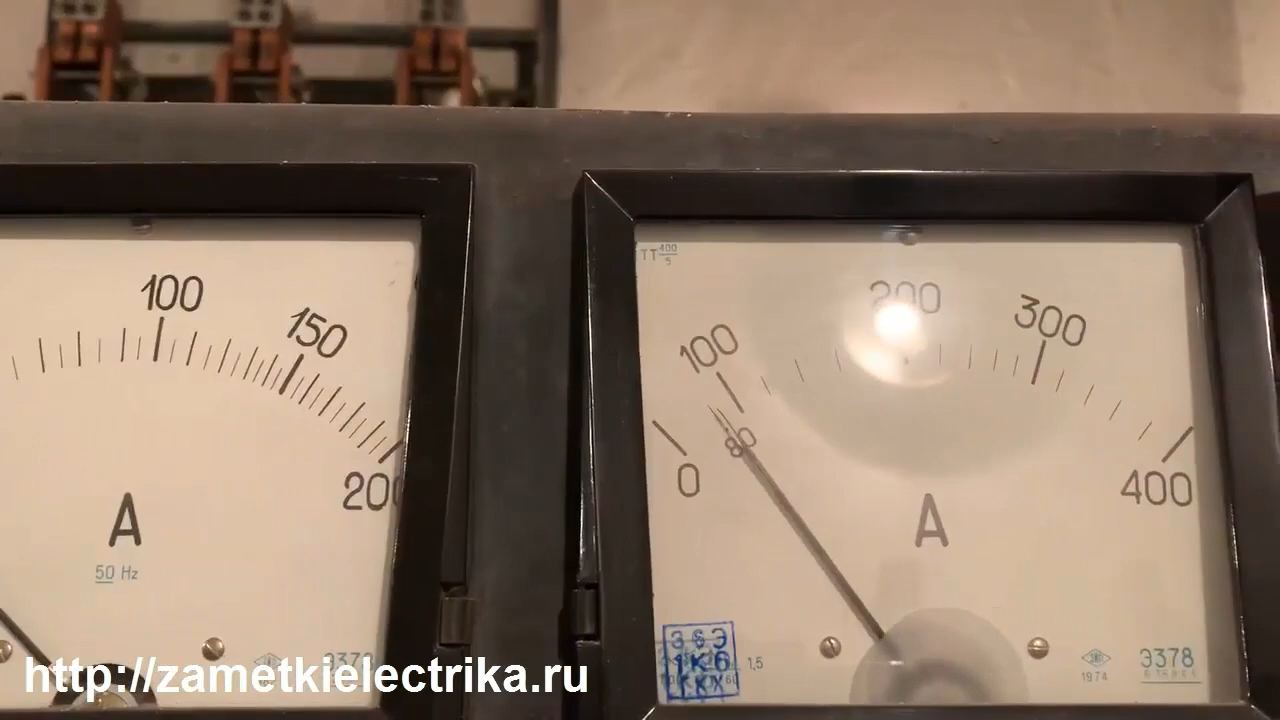 100
150
200
A
50 Hz
Э378
ТТ 400/5
100
200
300
80
0
400
A
1,5
1974
Э378
http://zametkielectrika.ru